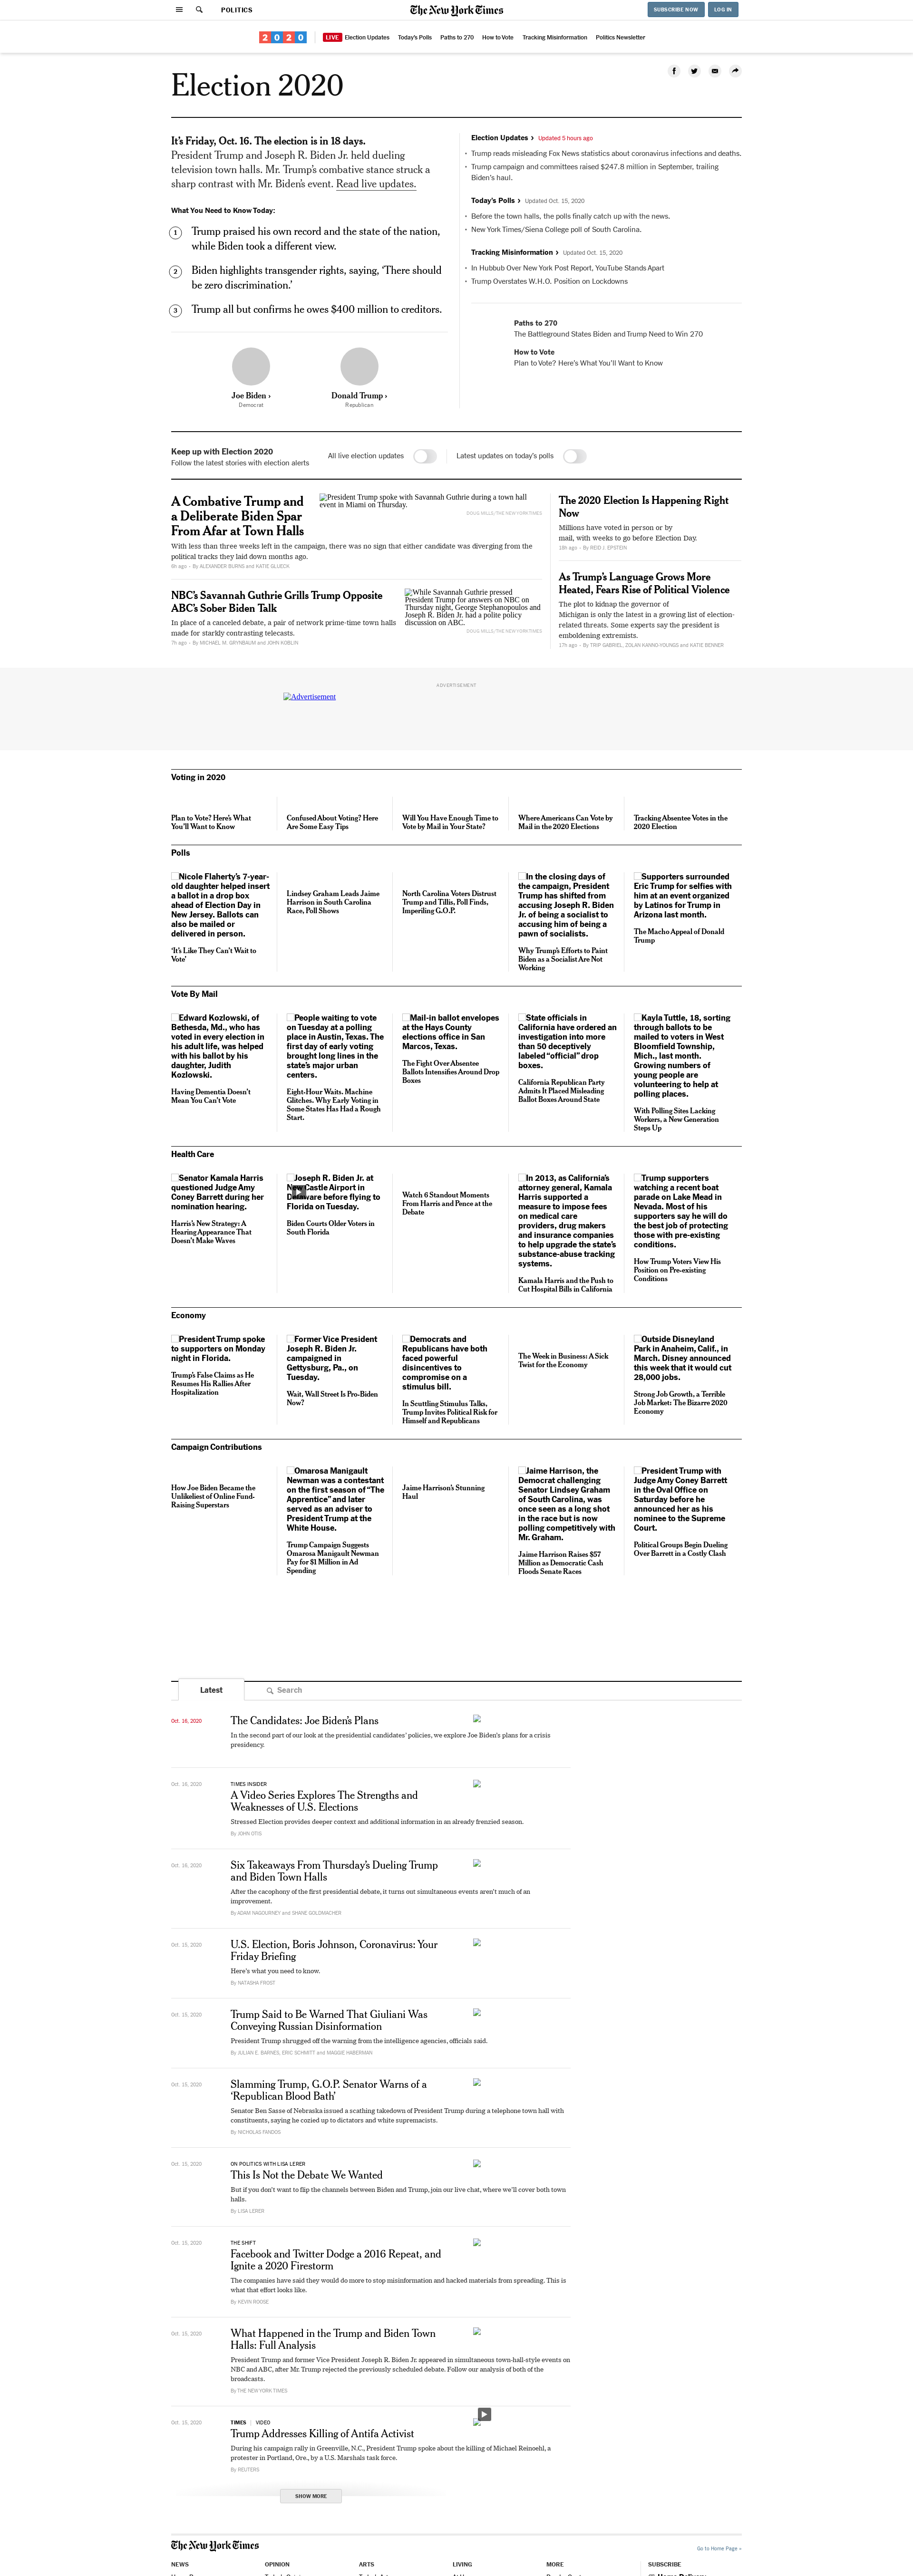 POLITICS
The New York Times
SUBSCRIBE NOW
LOG IN
2020
LIVE Election Updates
Today's Polls
Paths to 270
How to Vote
Tracking Misinformation
Politics Newsletter
Election 2020
It's Friday, Oct. 16. The election is in 18 days.
President Trump and Joseph R. Biden Jr. held dueling
television town halls. Mr. Trump's combative stance struck a
sharp contrast with Mr. Biden's event. Read live updates.
What You Need to Know Today:
1 Trump praised his own record and the state of the nation,
while Biden took a different view.
2 Biden highlights transgender rights, saying, 'There should
be zero discrimination.'
3 Trump all but confirms he owes $400 million to creditors.
Joe Biden ›
Democrat
Donald Trump ›
Republican
Election Updates › Updated 5 hours ago
• Trump reads misleading Fox News statistics about coronavirus infections and deaths.
• Trump campaign and committees raised $247.8 million in September, trailing
Biden's haul.
Today's Polls › Updated Oct. 15, 2020
• Before the town halls, the polls finally catch up with the news.
• New York Times/Siena College poll of South Carolina.
Tracking Misinformation › Updated Oct. 15, 2020
• In Hubbub Over New York Post Report, YouTube Stands Apart
• Trump Overstates W.H.O. Position on Lockdowns
Paths to 270
The Battleground States Biden and Trump Need to Win 270
How to Vote
Plan to Vote? Here's What You'll Want to Know
Keep up with Election 2020
Follow the latest stories with election alerts
All live election updates
Latest updates on today's polls
A Combative Trump and
a Deliberate Biden Spar
From Afar at Town Halls
President Trump spoke with Savannah Guthrie during a town hall
event in Miami on Thursday.
DOUG MILLS/THE NEW YORK TIMES
With less than three weeks left in the campaign, there was no sign that either candidate was diverging from the
political tracks they laid down months ago.
6h ago – By ALEXANDER BURNS and KATIE GLUECK
NBC's Savannah Guthrie Grills Trump Opposite
ABC's Sober Biden Talk
In place of a canceled debate, a pair of network prime-time town halls
made for starkly contrasting telecasts.
7h ago – By MICHAEL M. GRYNBAUM and JOHN KOBLIN
While Savannah Guthrie pressed
President Trump for answers on NBC on
Thursday night, George Stephanopoulos and
Joseph R. Biden Jr. had a polite policy
discussion on ABC.
DOUG MILLS/THE NEW YORK TIMES
The 2020 Election Is Happening Right
Now
Millions have voted in person or by
mail, with weeks to go before Election Day.
18h ago – By REID J. EPSTEIN
As Trump's Language Grows More
Heated, Fears Rise of Political Violence
The plot to kidnap the governor of
Michigan is only the latest in a growing list of election-
related threats. Some experts say the president is
emboldening extremists.
17h ago – By TRIP GABRIEL, ZOLAN KANNO-YOUNGS and KATIE BENNER
ADVERTISEMENT
Advertisement
Voting in 2020
Plan to Vote? Here's What
You'll Want to Know
Confused About Voting? Here
Are Some Easy Tips
Will You Have Enough Time to
Vote by Mail in Your State?
Where Americans Can Vote by
Mail in the 2020 Elections
Tracking Absentee Votes in the
2020 Election
Polls
Nicole Flaherty's 7-year-
old daughter helped insert
a ballot in a drop box
ahead of Election Day in
New Jersey. Ballots can
also be mailed or
delivered in person.
'It's Like They Can't Wait to
Vote'
Lindsey Graham Leads Jaime
Harrison in South Carolina
Race, Poll Shows
North Carolina Voters Distrust
Trump and Tillis, Poll Finds,
Imperiling G.O.P.
In the closing days of
the campaign, President
Trump has shifted from
accusing Joseph R. Biden
Jr. of being a socialist to
accusing him of being a
pawn of socialists.
Why Trump's Efforts to Paint
Biden as a Socialist Are Not
Working
Supporters surrounded
Eric Trump for selfies with
him at an event organized
by Latinos for Trump in
Arizona last month.
The Macho Appeal of Donald
Trump
Vote By Mail
Edward Kozlowski, of
Bethesda, Md., who has
voted in every election in
his adult life, was helped
with his ballot by his
daughter, Judith
Kozlowski.
Having Dementia Doesn't
Mean You Can't Vote
People waiting to vote
on Tuesday at a polling
place in Austin, Texas. The
first day of early voting
brought long lines in the
state's major urban
centers.
Eight-Hour Waits. Machine
Glitches. Why Early Voting in
Some States Has Had a Rough
Start.
Mail-in ballot envelopes
at the Hays County
elections office in San
Marcos, Texas.
The Fight Over Absentee
Ballots Intensifies Around Drop
Boxes
State officials in
California have ordered an
investigation into more
than 50 deceptively
labeled "official" drop
boxes.
California Republican Party
Admits It Placed Misleading
Ballot Boxes Around State
Kayla Tuttle, 18, sorting
through ballots to be
mailed to voters in West
Bloomfield Township,
Mich., last month.
Growing numbers of
young people are
volunteering to help at
polling places.
With Polling Sites Lacking
Workers, a New Generation
Steps Up
Health Care
Senator Kamala Harris
questioned Judge Amy
Coney Barrett during her
nomination hearing.
Harris's New Strategy: A
Hearing Appearance That
Doesn't Make Waves
Joseph R. Biden Jr. at
New Castle Airport in
Delaware before flying to
Florida on Tuesday.
Biden Courts Older Voters in
South Florida
Watch 6 Standout Moments
From Harris and Pence at the
Debate
In 2013, as California's
attorney general, Kamala
Harris supported a
measure to impose fees
on medical care
providers, drug makers
and insurance companies
to help upgrade the state's
substance-abuse tracking
systems.
Kamala Harris and the Push to
Cut Hospital Bills in California
Trump supporters
watching a recent boat
parade on Lake Mead in
Nevada. Most of his
supporters say he will do
the best job of protecting
those with pre-existing
conditions.
How Trump Voters View His
Position on Pre-existing
Conditions
Economy
President Trump spoke
to supporters on Monday
night in Florida.
Trump's False Claims as He
Resumes His Rallies After
Hospitalization
Former Vice President
Joseph R. Biden Jr.
campaigned in
Gettysburg, Pa., on
Tuesday.
Wait, Wall Street Is Pro-Biden
Now?
Democrats and
Republicans have both
faced powerful
disincentives to
compromise on a
stimulus bill.
In Scuttling Stimulus Talks,
Trump Invites Political Risk for
Himself and Republicans
The Week in Business: A Sick
Twist for the Economy
Outside Disneyland
Park in Anaheim, Calif., in
March. Disney announced
this week that it would cut
28,000 jobs.
Strong Job Growth, a Terrible
Job Market: The Bizarre 2020
Economy
Campaign Contributions
How Joe Biden Became the
Unlikeliest of Online Fund-
Raising Superstars
Omarosa Manigault
Newman was a contestant
on the first season of "The
Apprentice" and later
served as an adviser to
President Trump at the
White House.
Trump Campaign Suggests
Omarosa Manigault Newman
Pay for $1 Million in Ad
Spending
Jaime Harrison's Stunning
Haul
Jaime Harrison, the
Democrat challenging
Senator Lindsey Graham
of South Carolina, was
once seen as a long shot
in the race but is now
polling competitively with
Mr. Graham.
Jaime Harrison Raises $57
Million as Democratic Cash
Floods Senate Races
President Trump with
Judge Amy Coney Barrett
in the Oval Office on
Saturday before he
announced her as his
nominee to the Supreme
Court.
Political Groups Begin Dueling
Over Barrett in a Costly Clash
Latest
Search
Oct. 16, 2020
The Candidates: Joe Biden's Plans
In the second part of our look at the presidential candidates' policies, we explore Joe Biden's plans for a crisis
presidency.
Oct. 16, 2020
TIMES INSIDER
A Video Series Explores The Strengths and
Weaknesses of U.S. Elections
Stressed Election provides deeper context and additional information in an already frenzied season.
By JOHN OTIS
Oct. 16, 2020
Six Takeaways From Thursday's Dueling Trump
and Biden Town Halls
After the cacophony of the first presidential debate, it turns out simultaneous events aren't much of an
improvement.
By ADAM NAGOURNEY and SHANE GOLDMACHER
Oct. 15, 2020
U.S. Election, Boris Johnson, Coronavirus: Your
Friday Briefing
Here's what you need to know.
By NATASHA FROST
Oct. 15, 2020
Trump Said to Be Warned That Giuliani Was
Conveying Russian Disinformation
President Trump shrugged off the warning from the intelligence agencies, officials said.
By JULIAN E. BARNES, ERIC SCHMITT and MAGGIE HABERMAN
Oct. 15, 2020
Slamming Trump, G.O.P. Senator Warns of a
'Republican Blood Bath'
Senator Ben Sasse of Nebraska issued a scathing takedown of President Trump during a telephone town hall with
constituents, saying he cozied up to dictators and white supremacists.
By NICHOLAS FANDOS
Oct. 15, 2020
ON POLITICS WITH LISA LERER
This Is Not the Debate We Wanted
But if you don't want to flip the channels between Biden and Trump, join our live chat, where we'll cover both town
halls.
By LISA LERER
Oct. 15, 2020
THE SHIFT
Facebook and Twitter Dodge a 2016 Repeat, and
Ignite a 2020 Firestorm
The companies have said they would do more to stop misinformation and hacked materials from spreading. This is
what that effort looks like.
By KEVIN ROOSE
Oct. 15, 2020
What Happened in the Trump and Biden Town
Halls: Full Analysis
President Trump and former Vice President Joseph R. Biden Jr. appeared in simultaneous town-hall-style events on
NBC and ABC, after Mr. Trump rejected the previously scheduled debate. Follow our analysis of both of the
broadcasts.
By THE NEW YORK TIMES
Oct. 15, 2020
TIMES | VIDEO
Trump Addresses Killing of Antifa Activist
During his campaign rally in Greenville, N.C., President Trump spoke about the killing of Michael Reinoehl, a
protester in Portland, Ore., by a U.S. Marshals task force.
By REUTERS
SHOW MORE
The New York Times
Go to Home Page »
NEWS
OPINION
ARTS
LIVING
MORE
SUBSCRIBE